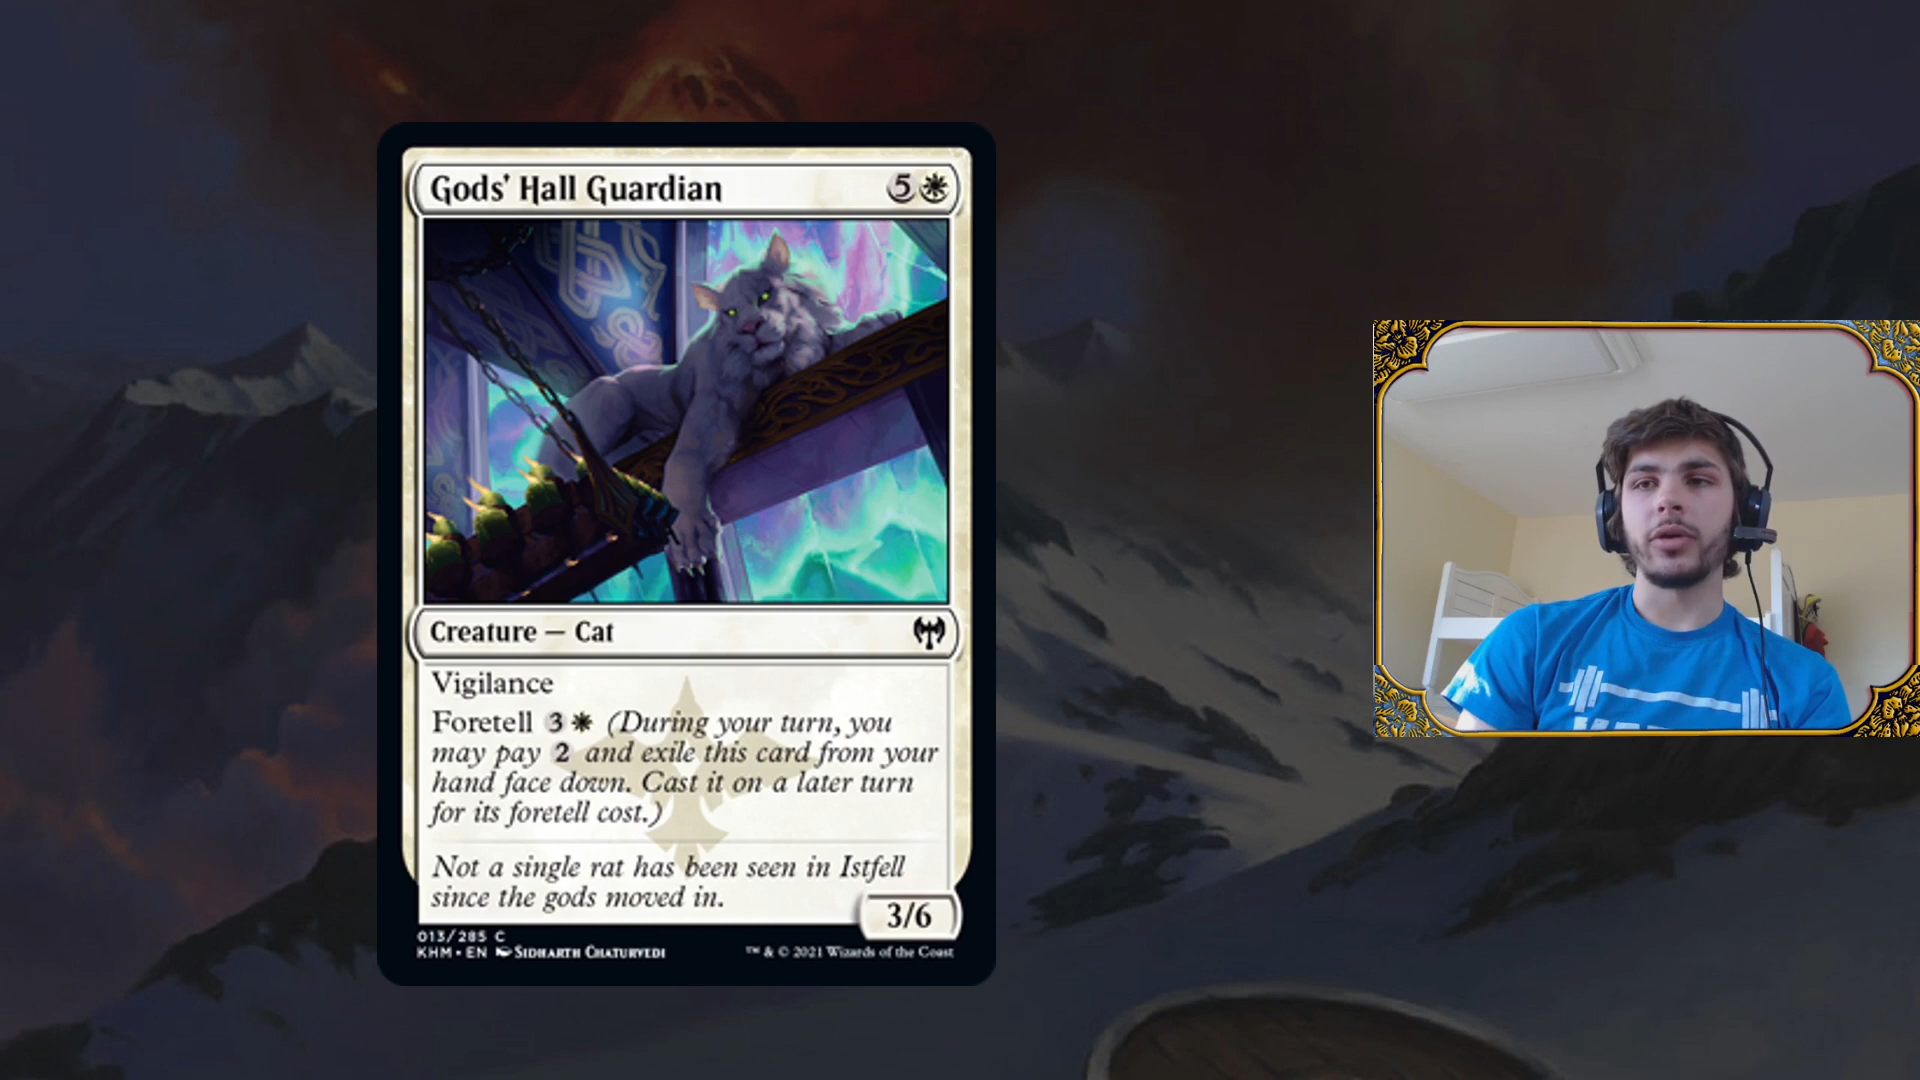 Gods' Hall Guardian 5
Creature — Cat
Vigilance
Foretell 3 (During your turn, you
may pay 2 and exile this card from your
hand face down. Cast it on a later turn
for its foretell cost.)
Not a single rat has been seen in Istfell
since the gods moved in.
3/6
013/285 C
KHM • EN Sidharth Chaturvedi
™ & © 2021 Wizards of the Coast